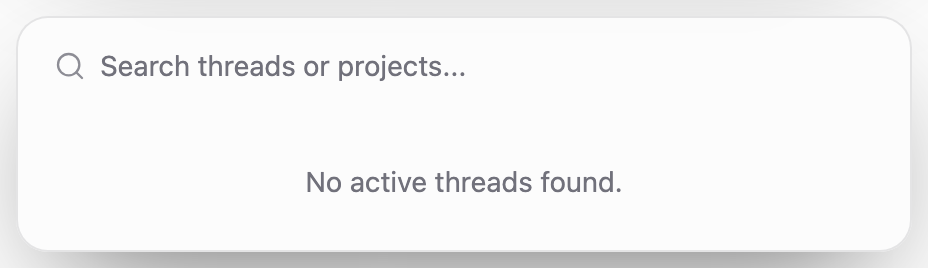 Search threads or projects...
No active threads found.